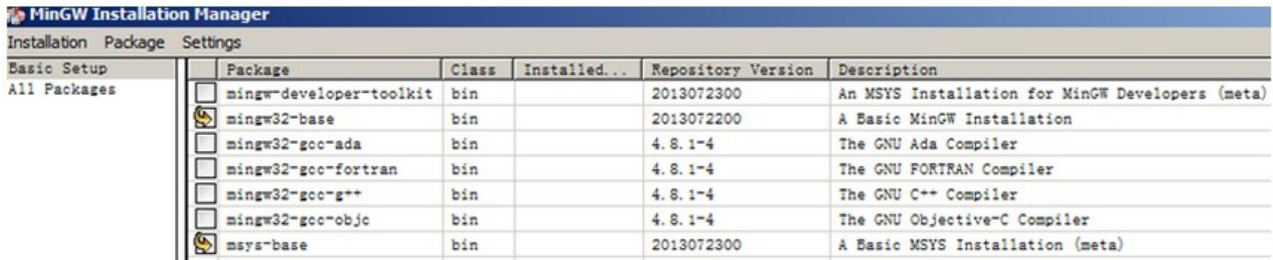 MinGW Installation Manager
Installation Package Settings
Basic Setup
All Packages
Package Class Installed... Repository Version Description
mingw-developer-toolkit bin 2013072300 An MSYS Installation for MinGW Developers (meta)
mingw32-base bin 2013072200 A Basic MinGW Installation
mingw32-gcc-ada bin 4.8.1-4 The GNU Ada Compiler
mingw32-gcc-fortran bin 4.8.1-4 The GNU FORTRAN Compiler
mingw32-gcc-g++ bin 4.8.1-4 The GNU C++ Compiler
mingw32-gcc-objc bin 4.8.1-4 The GNU Objective-C Compiler
msys-base bin 2013072300 A Basic MSYS Installation (meta)